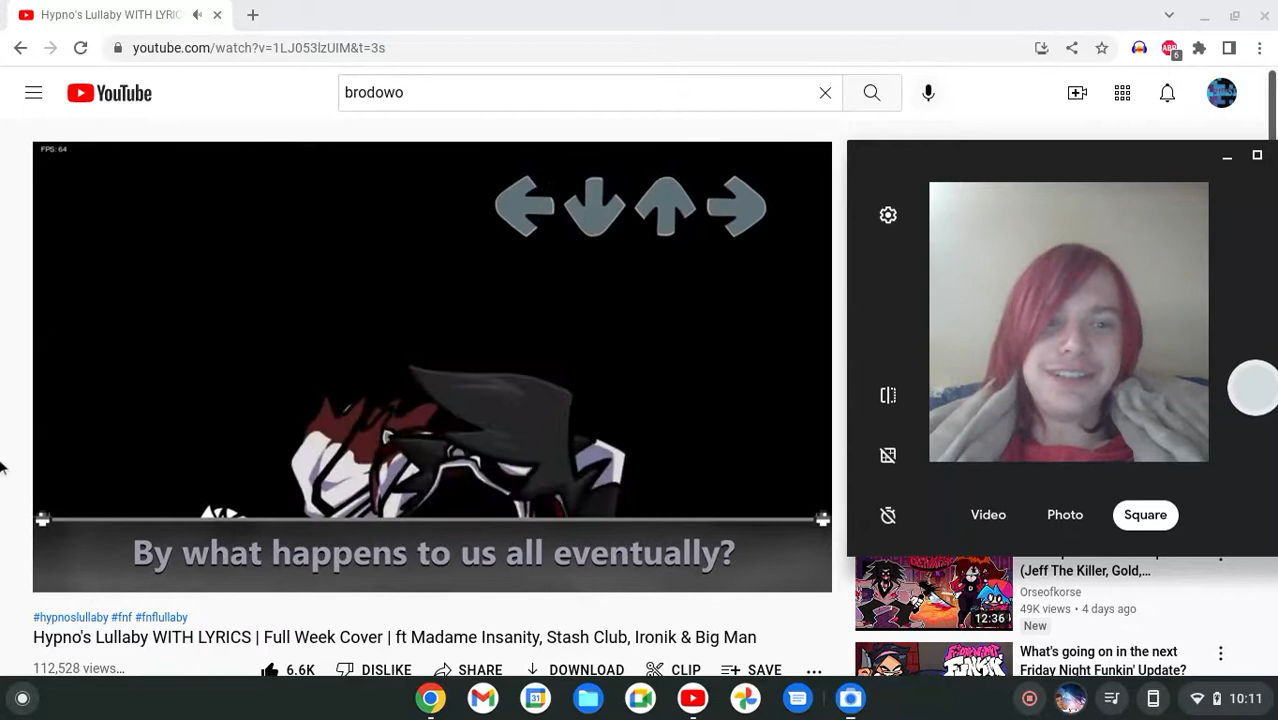 Hypno's Lullaby WITH LYRIC
youtube.com/watch?v=1LJ053lzUIM&t=3s
6
YouTube
brodowo
FPS: 64
By what happens to us all eventually?
Video
Photo
Square
#hypnoslullaby #fnf #fnflullaby
Hypno's Lullaby WITH LYRICS | Full Week Cover | ft Madame Insanity, Stash Club, Ironik & Big Man
112,528 views...
6.6K
DISLIKE
SHARE
DOWNLOAD
CLIP
SAVE
(Jeff The Killer, Gold,...
Orseofkorse
49K views • 4 days ago
New
12:36
What's going on in the next
Friday Night Funkin' Update?
31
10:11